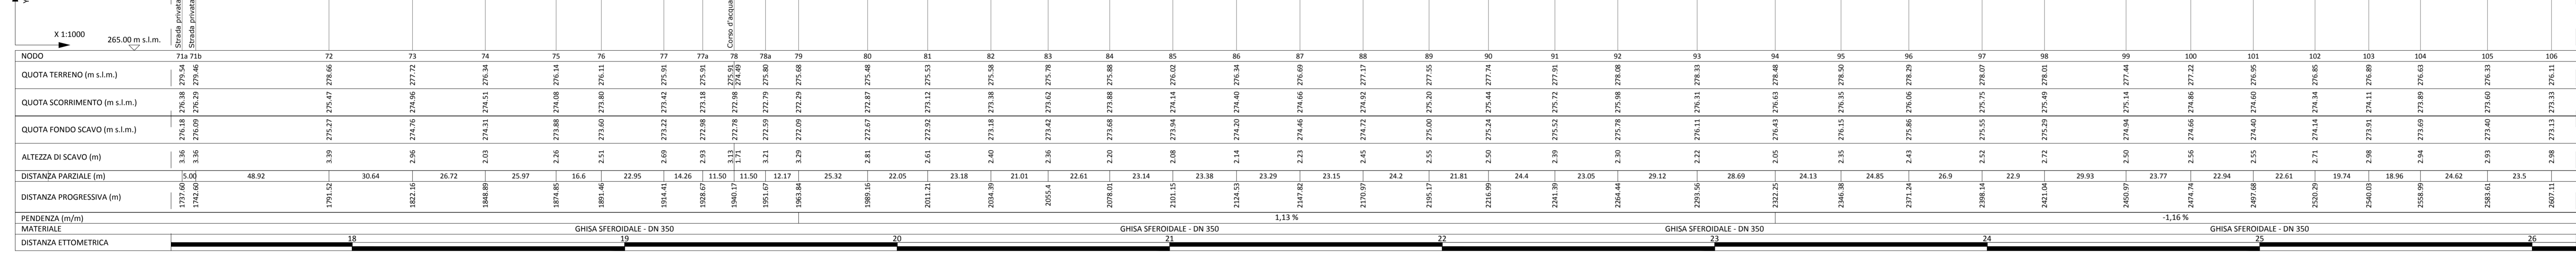 Strada privata
Strada privata
Corso d'acqua
X 1:1000
265.00 m s.l.m.
NODO 71a 71b 72 73 74 75 76 77 77a 78 78a 79 80 81 82 83 84 85 86 87 88 89 90 91 92 93 94 95 96 97 98 99 100 101 102 103 104 105 106
QUOTA TERRENO (m s.l.m.) 279.54 279.46 278.66 277.72 276.34 276.14 276.11 275.91 275.91 275.91 274.49 275.80 275.68 275.48 275.53 275.58 275.78 275.88 276.02 276.34 276.69 277.17 277.55 277.74 277.91 278.08 278.33 278.48 278.50 278.29 278.07 278.01 277.44 277.22 276.95 276.85 276.89 276.63 276.33 276.11
QUOTA SCORRIMENTO (m s.l.m.) 276.38 276.29 275.47 274.96 274.51 274.08 273.80 273.42 273.18 272.98 272.79 272.29 272.87 273.12 273.38 273.62 273.88 274.14 274.40 274.66 274.92 275.20 275.44 275.72 275.98 276.31 276.63 276.35 276.06 275.75 275.49 275.14 274.86 274.60 274.34 274.11 273.89 273.60 273.33
QUOTA FONDO SCAVO (m s.l.m.) 276.18 276.09 275.27 274.76 274.31 273.88 273.60 273.22 272.98 272.78 272.59 272.09 272.67 272.92 273.18 273.42 273.68 273.94 274.20 274.46 274.72 275.00 275.24 275.52 275.78 276.11 276.43 276.15 275.86 275.55 275.29 274.94 274.66 274.40 274.14 273.91 273.69 273.40 273.13
ALTEZZA DI SCAVO (m) 3.36 3.36 3.39 2.96 2.03 2.26 2.51 2.69 2.93 3.13 1.71 3.21 3.29 2.81 2.61 2.40 2.36 2.20 2.08 2.14 2.23 2.45 2.55 2.50 2.39 2.30 2.22 2.05 2.35 2.43 2.52 2.72 2.50 2.56 2.55 2.71 2.98 2.94 2.93 2.98
DISTANZA PARZIALE (m) 5.00 48.92 30.64 26.72 25.97 16.6 22.95 14.26 11.50 11.50 12.17 25.32 22.05 23.18 21.01 22.61 23.14 23.38 23.29 23.15 24.2 21.81 24.4 23.05 29.12 28.69 24.13 24.85 26.9 22.9 29.93 23.77 22.94 22.61 19.74 18.96 24.62 23.5
DISTANZA PROGRESSIVA (m) 1737.60 1742.60 1791.52 1822.16 1848.89 1874.85 1891.46 1914.41 1928.67 1940.17 1951.67 1963.84 1989.16 2011.21 2034.39 2055.4 2078.01 2101.15 2124.53 2147.82 2170.97 2195.17 2216.99 2241.39 2264.44 2293.56 2322.25 2346.38 2371.24 2398.14 2421.04 2450.97 2474.74 2497.68 2520.29 2540.03 2558.99 2583.61 2607.11
PENDENZA (m/m) 1,13 % -1,16 %
MATERIALE GHISA SFEROIDALE - DN 350 GHISA SFEROIDALE - DN 350 GHISA SFEROIDALE - DN 350 GHISA SFEROIDALE - DN 350
DISTANZA ETTOMETRICA 18 19 20 21 22 23 24 25 26